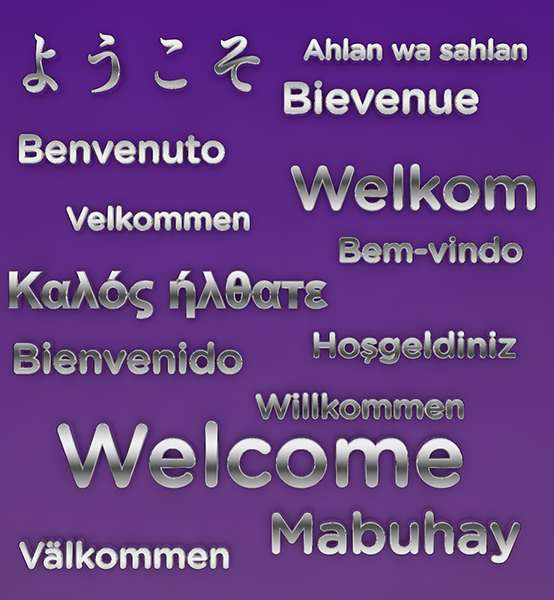 ようこそ
Ahlan wa sahlan
Bievenue
Benvenuto
Welkom
Velkommen
Bem-vindo
Καλός ήλθατε
Hoşgeldiniz
Bienvenido
Willkommen
Welcome
Mabuhay
Välkommen